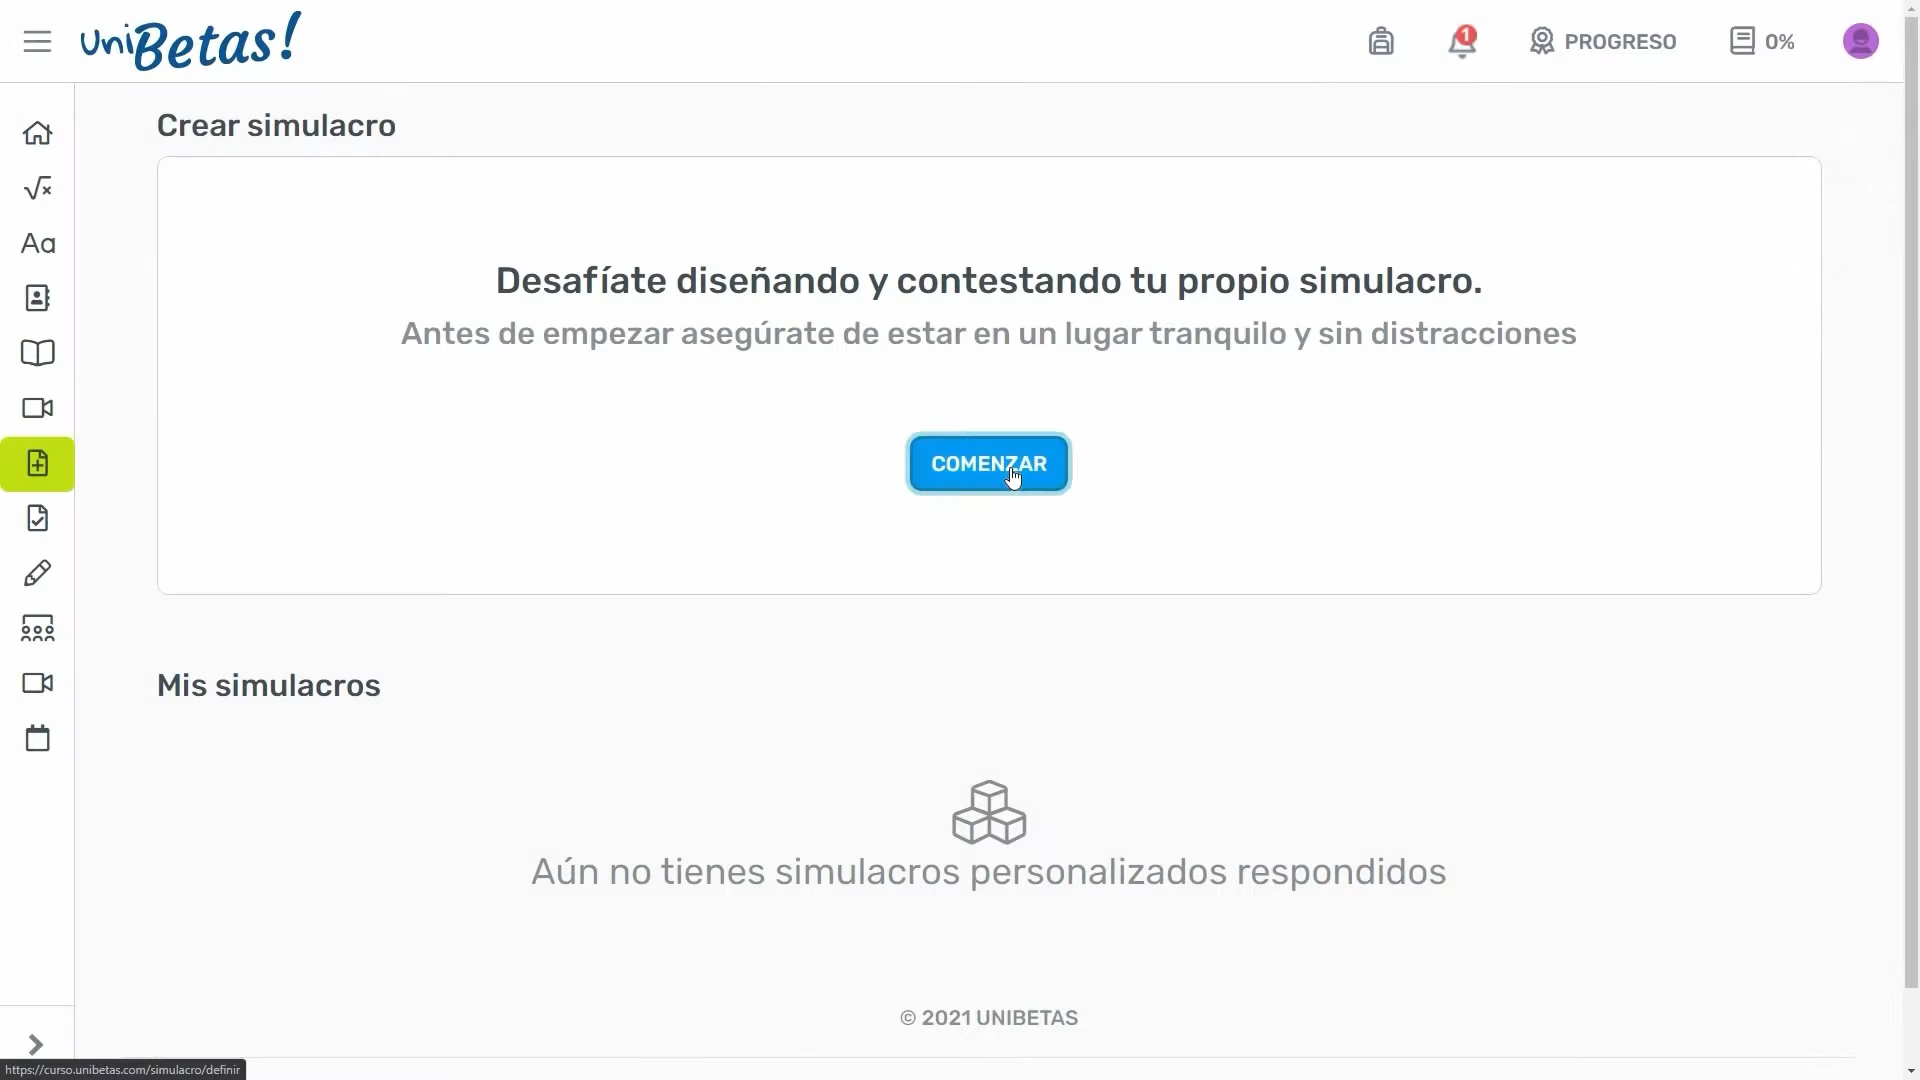 uniBetas!
1
PROGRESO
0%
Crear simulacro
Aa
Desafíate diseñando y contestando tu propio simulacro.
Antes de empezar asegúrate de estar en un lugar tranquilo y sin distracciones
COMENZAR
Mis simulacros
Aún no tienes simulacros personalizados respondidos
© 2021 UNIBETAS
https://curso.unibetas.com/simulacro/definir